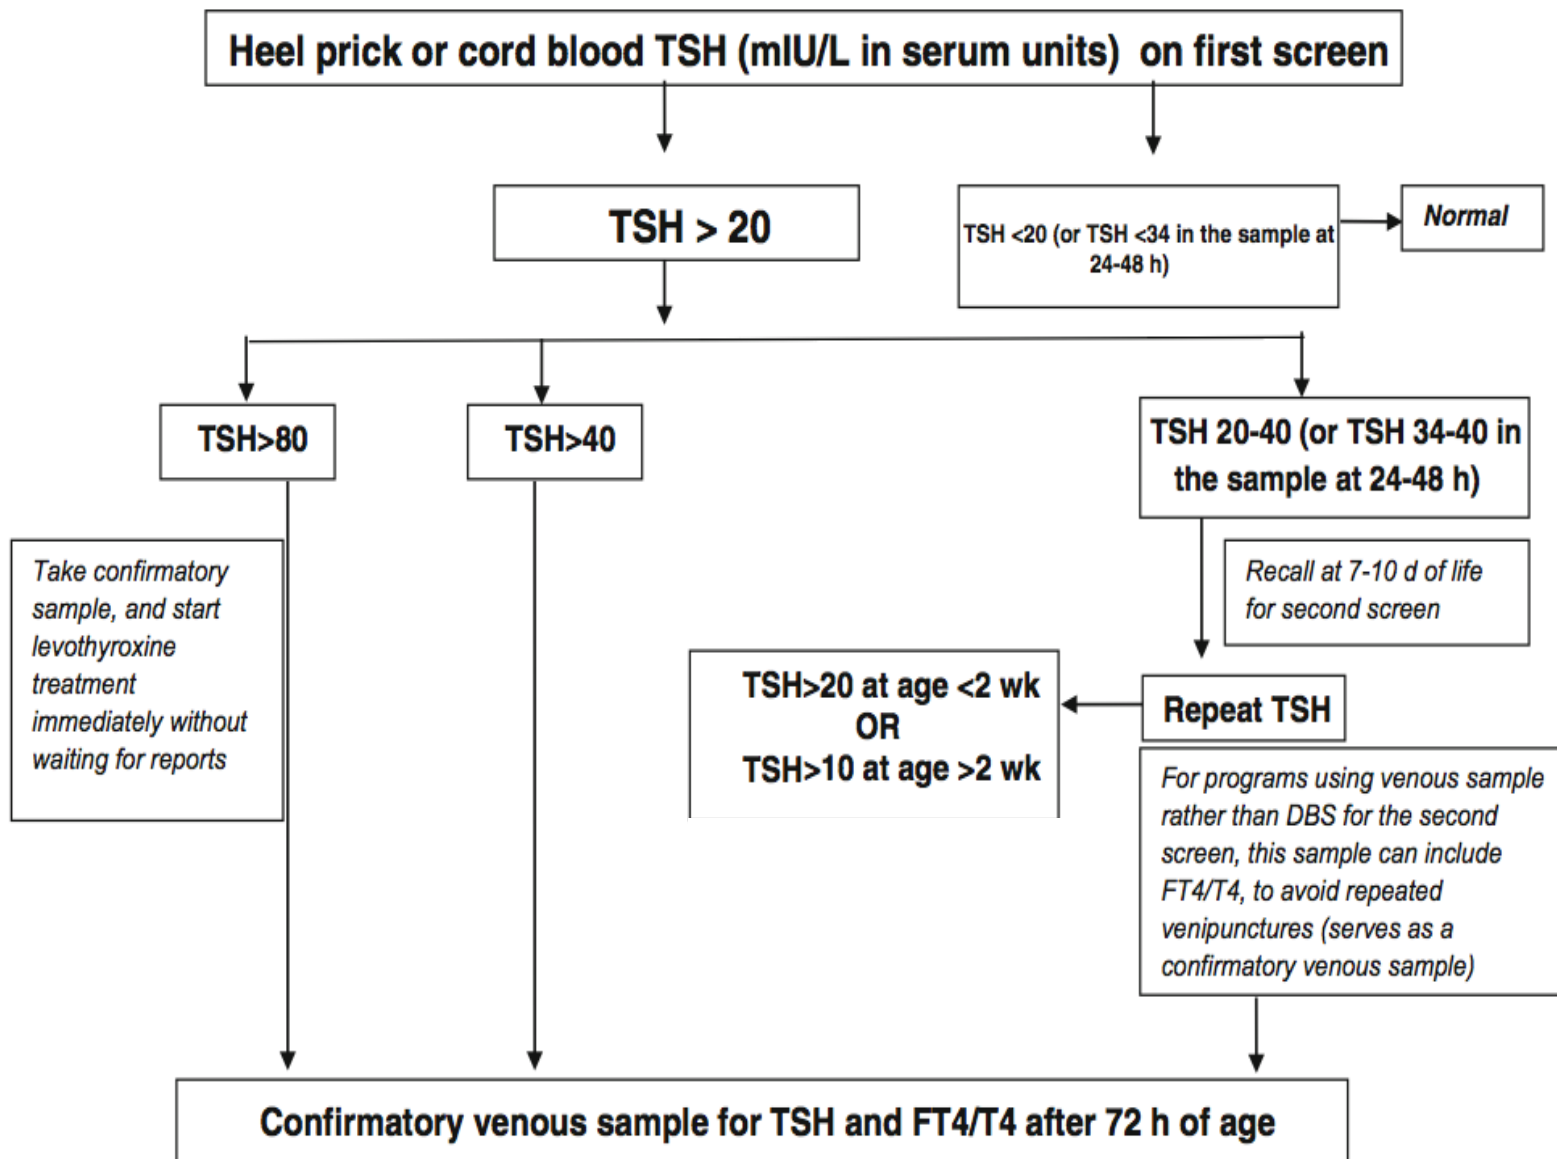 Heel prick or cord blood TSH (mIU/L in serum units) on first screen
TSH > 20
TSH <20 (or TSH <34 in the sample at
24-48 h)
Normal
TSH>80
TSH>40
TSH 20-40 (or TSH 34-40 in
the sample at 24-48 h)
Take confirmatory
sample, and start
levothyroxine
treatment
immediately without
waiting for reports
Recall at 7-10 d of life
for second screen
TSH>20 at age <2 wk
OR
TSH>10 at age >2 wk
Repeat TSH
For programs using venous sample
rather than DBS for the second
screen, this sample can include
FT4/T4, to avoid repeated
venipunctures (serves as a
confirmatory venous sample)
Confirmatory venous sample for TSH and FT4/T4 after 72 h of age